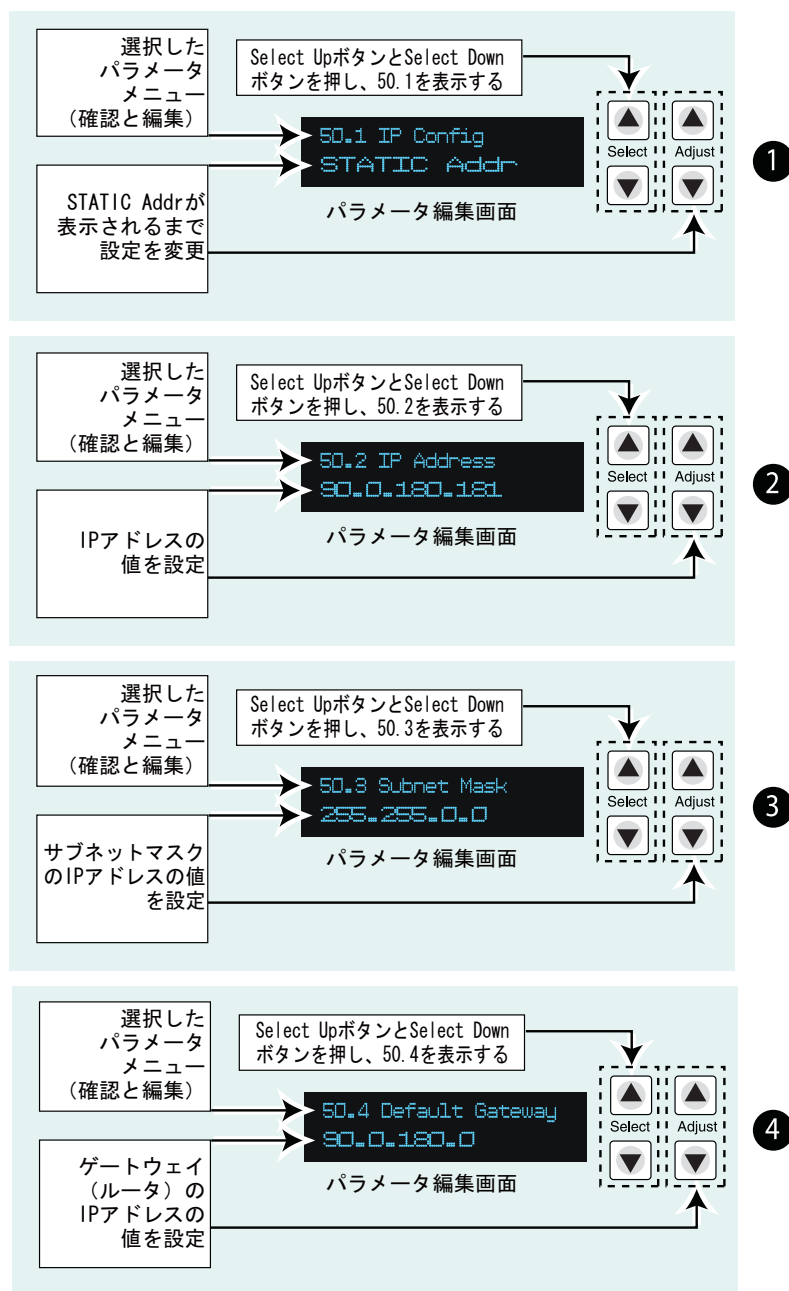 選択した
パラメータ
メニュー
（確認と編集）
Select UpボタンとSelect Down
ボタンを押し、50.1を表示する
50.1 IP Config
STATIC Addr
パラメータ編集画面
STATIC Addrが
表示されるまで
設定を変更
Select
Adjust
1
選択した
パラメータ
メニュー
（確認と編集）
Select UpボタンとSelect Down
ボタンを押し、50.2を表示する
50.2 IP Address
90.0.180.181
パラメータ編集画面
IPアドレスの
値を設定
Select
Adjust
2
選択した
パラメータ
メニュー
（確認と編集）
Select UpボタンとSelect Down
ボタンを押し、50.3を表示する
50.3 Subnet Mask
255.255.0.0
パラメータ編集画面
サブネットマスク
のIPアドレスの値
を設定
Select
Adjust
3
選択した
パラメータ
メニュー
（確認と編集）
Select UpボタンとSelect Down
ボタンを押し、50.4を表示する
50.4 Default Gateway
90.0.180.0
パラメータ編集画面
ゲートウェイ
（ルータ）の
IPアドレスの
値を設定
Select
Adjust
4